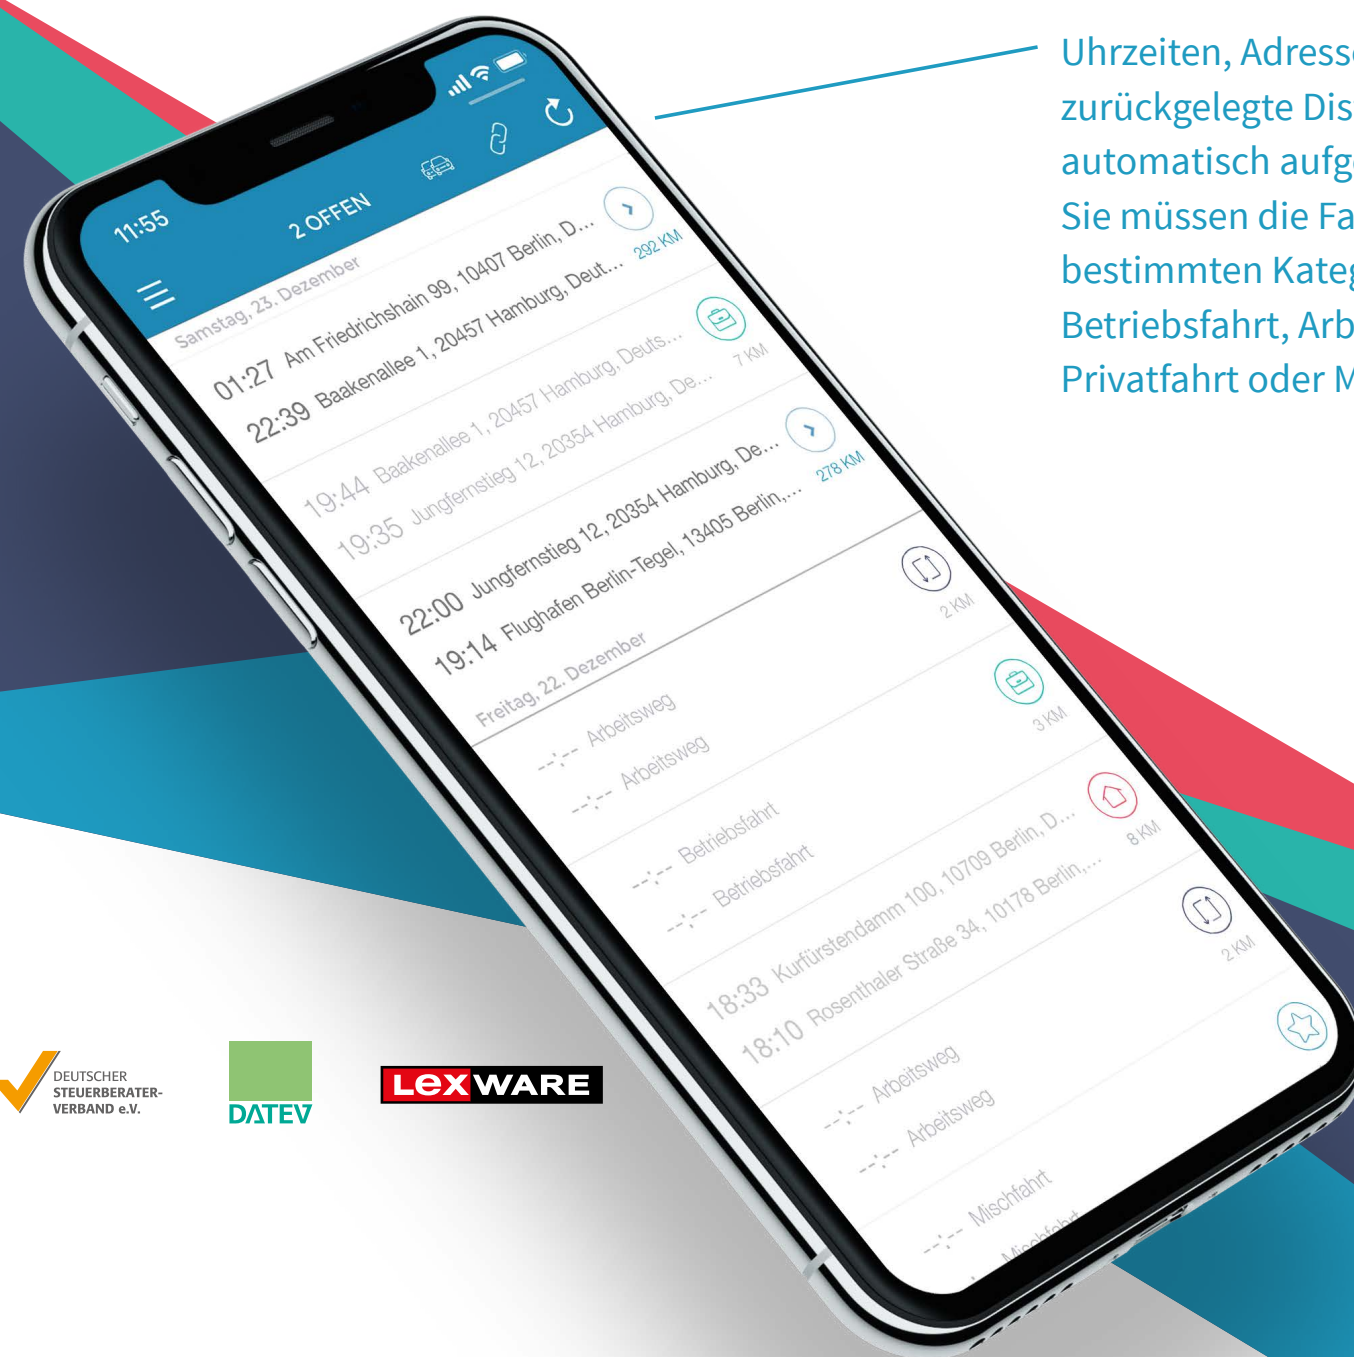 Uhrzeiten, Adress
zurückgelegte Dis
automatisch aufg
Sie müssen die Fa
bestimmten Kateg
Betriebsfahrt, Arb
Privatfahrt oder M
11:55
2 OFFEN
Samstag, 23. Dezember
01:27 Am Friedrichshain 99, 10407 Berlin, D...
22:39 Baakenallee 1, 20457 Hamburg, Deut... 292 KM
19:44 Baakenallee 1, 20457 Hamburg, Deuts...
19:35 Jungfernstieg 12, 20354 Hamburg, De... 7 KM
22:00 Jungfernstieg 12, 20354 Hamburg, De...
19:14 Flughafen Berlin-Tegel, 13405 Berlin,... 278 KM
Freitag, 22. Dezember
--:-- Arbeitsweg
--:-- Arbeitsweg 2 KM
--:-- Betriebsfahrt
--:-- Betriebsfahrt 3 KM
18:33 Kurfürstendamm 100, 10709 Berlin, D...
18:10 Rosenthaler Straße 34, 10178 Berlin,... 8 KM
--:-- Arbeitsweg
--:-- Arbeitsweg 2 KM
--:-- Mischfahrt
Mischfahrt
DEUTSCHER
STEUERBERATER-
VERBAND e.V.
DATEV
LEXWARE